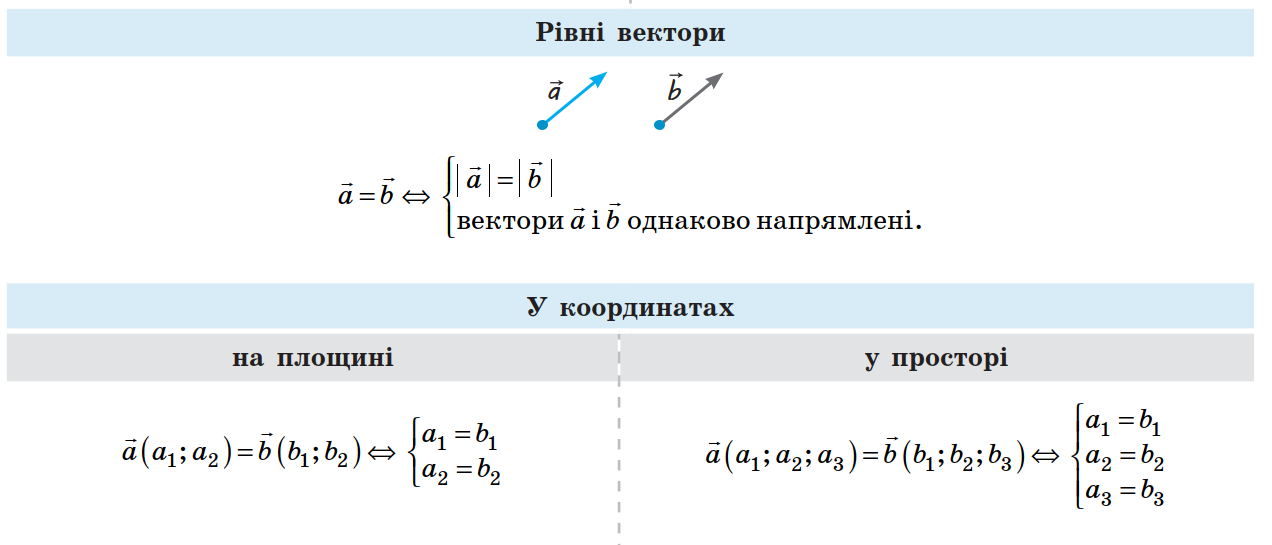 Рівні вектори
a⃗ b⃗
a⃗ = b⃗ ⇔ { |a⃗| = |b⃗|
вектори a⃗ і b⃗ однаково напрямлені.
У координатах
на площині
у просторі
a⃗(a₁; a₂) = b⃗(b₁; b₂) ⇔ { a₁ = b₁
a₂ = b₂
a⃗(a₁; a₂; a₃) = b⃗(b₁; b₂; b₃) ⇔ { a₁ = b₁
a₂ = b₂
a₃ = b₃